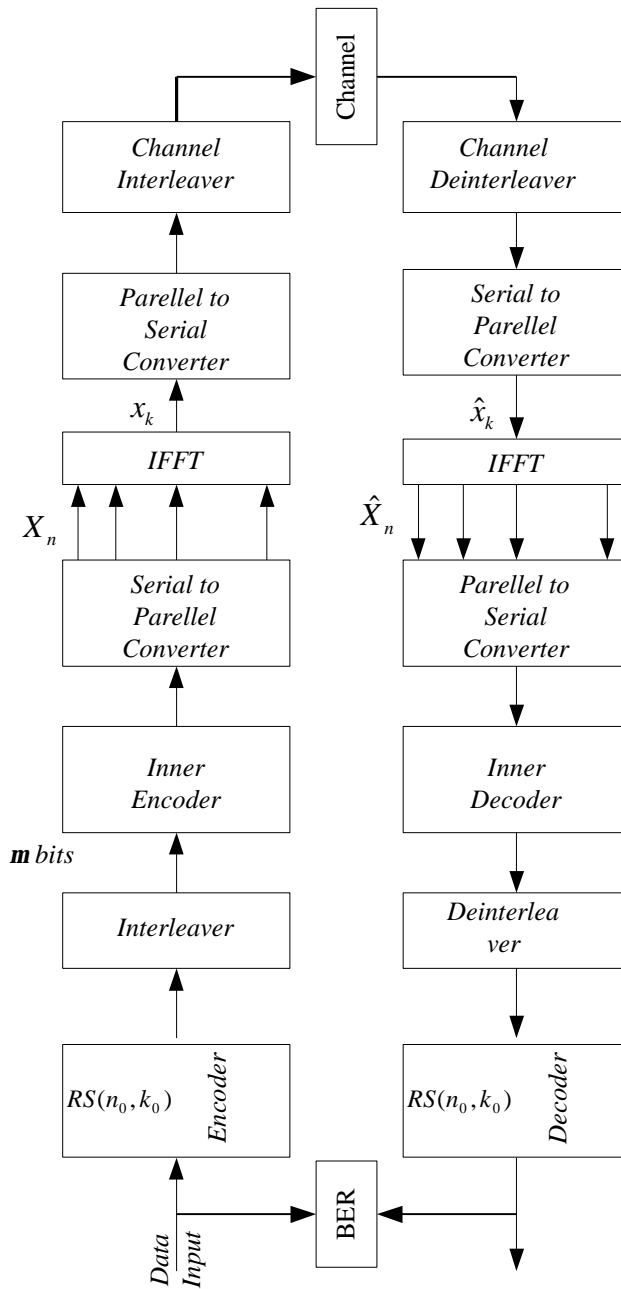 Channel
Channel
Interleaver
Channel
Deinterleaver
Parellel to
Serial
Converter
Serial to
Parellel
Converter
x_k
x̂_k
IFFT
IFFT
X_n
X̂_n
Serial to
Parellel
Converter
Parellel to
Serial
Converter
Inner
Encoder
Inner
Decoder
m bits
Interleaver
Deinterlea
ver
RS(n_0,k_0)
Encoder
RS(n_0,k_0)
Decoder
BER
Data
Input